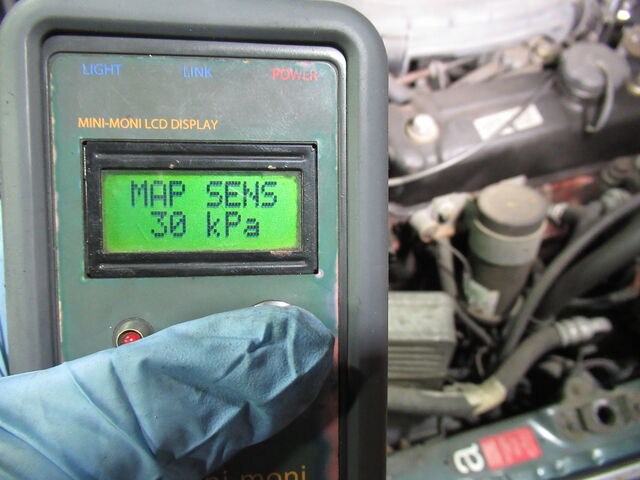 LIGHT LINK POWER
MINI-MONI LCD DISPLAY
MAP SENS
30 kPa